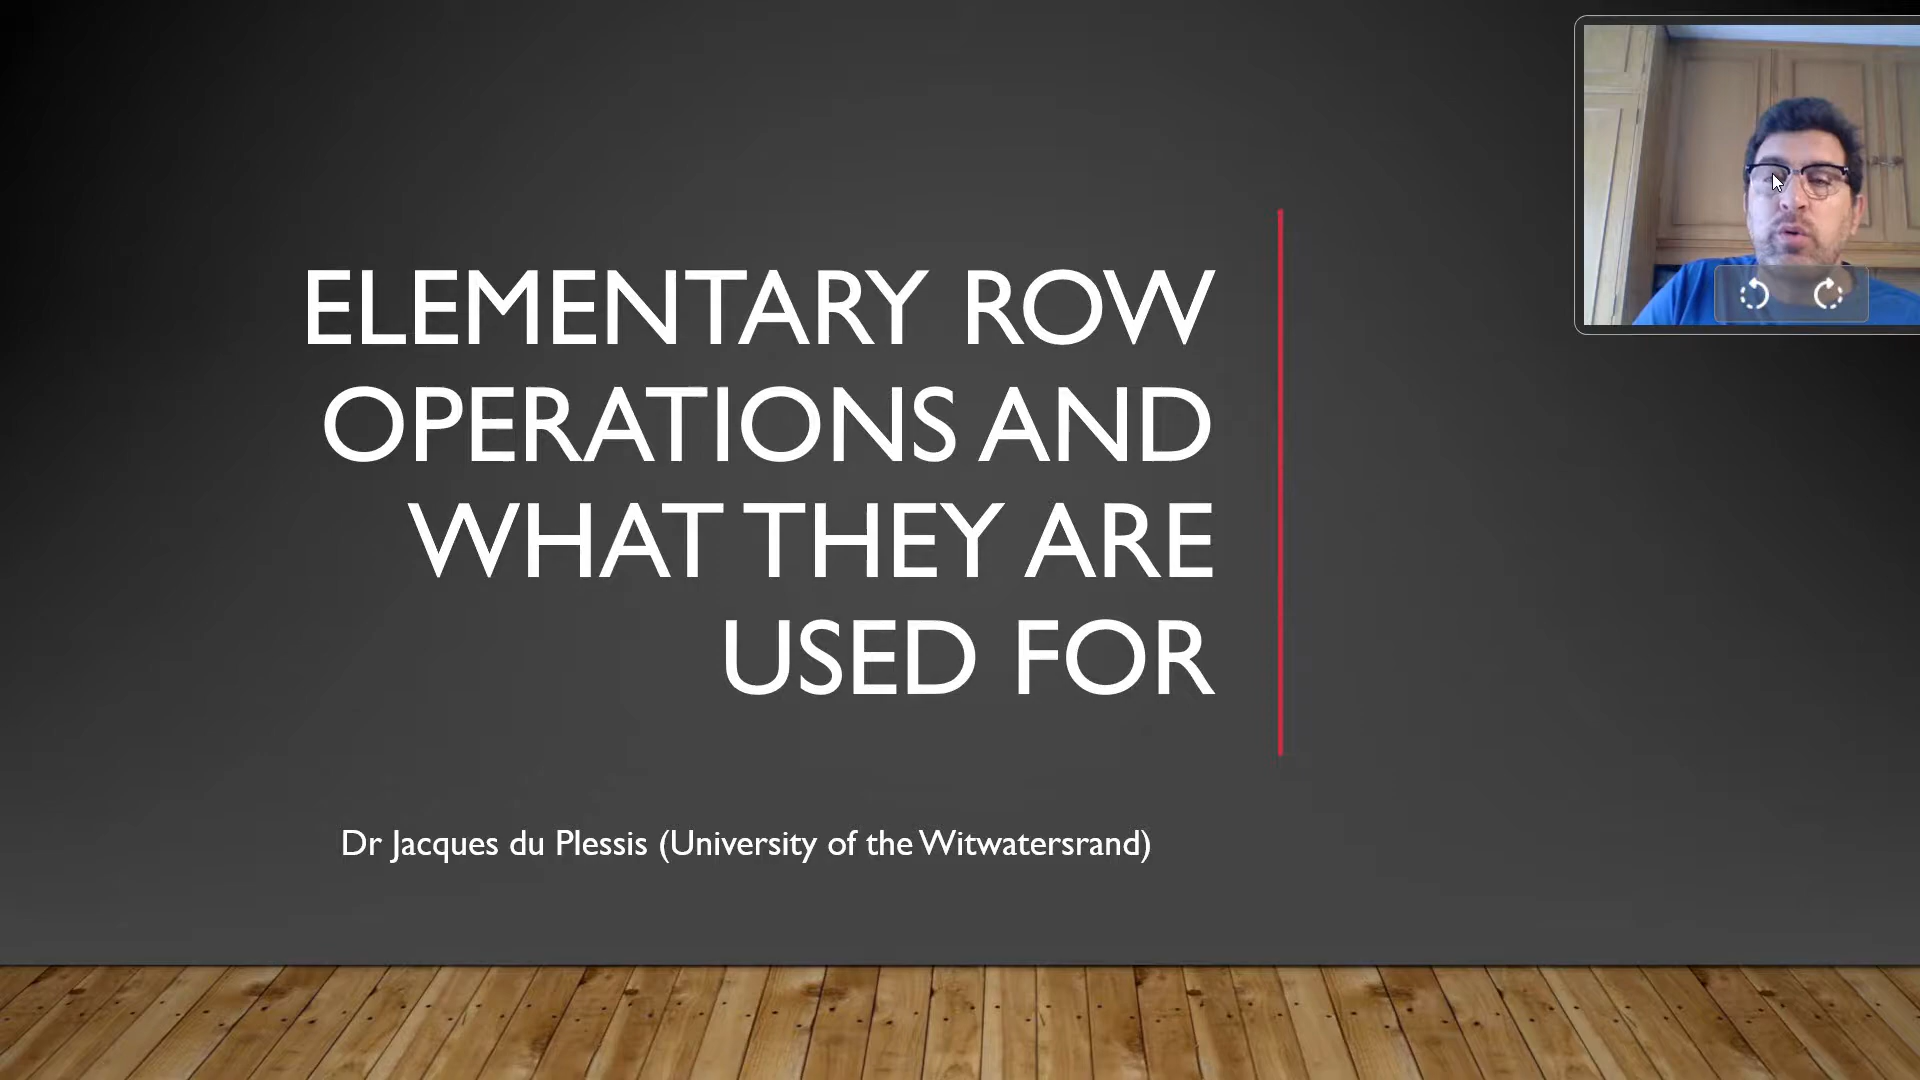 ELEMENTARY ROW
OPERATIONS AND
WHAT THEY ARE
USED FOR
Dr Jacques du Plessis (University of the Witwatersrand)